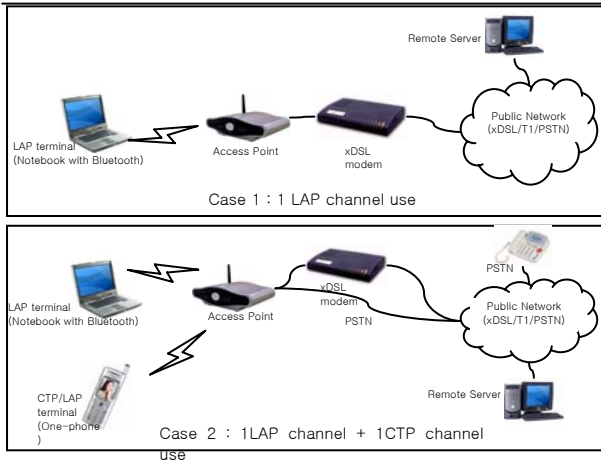 Remote Server
Public Network
(xDSL/T1/PSTN)
LAP terminal
(Notebook with Bluetooth)
Access Point
xDSL
modem
Case 1 : 1 LAP channel use
PSTN
xDSL
modem
LAP terminal
(Notebook with Bluetooth)
Access Point
PSTN
Public Network
(xDSL/T1/PSTN)
CTP/LAP
terminal
(One-phone
)
Remote Server
Case 2 : 1LAP channel + 1CTP channel
use